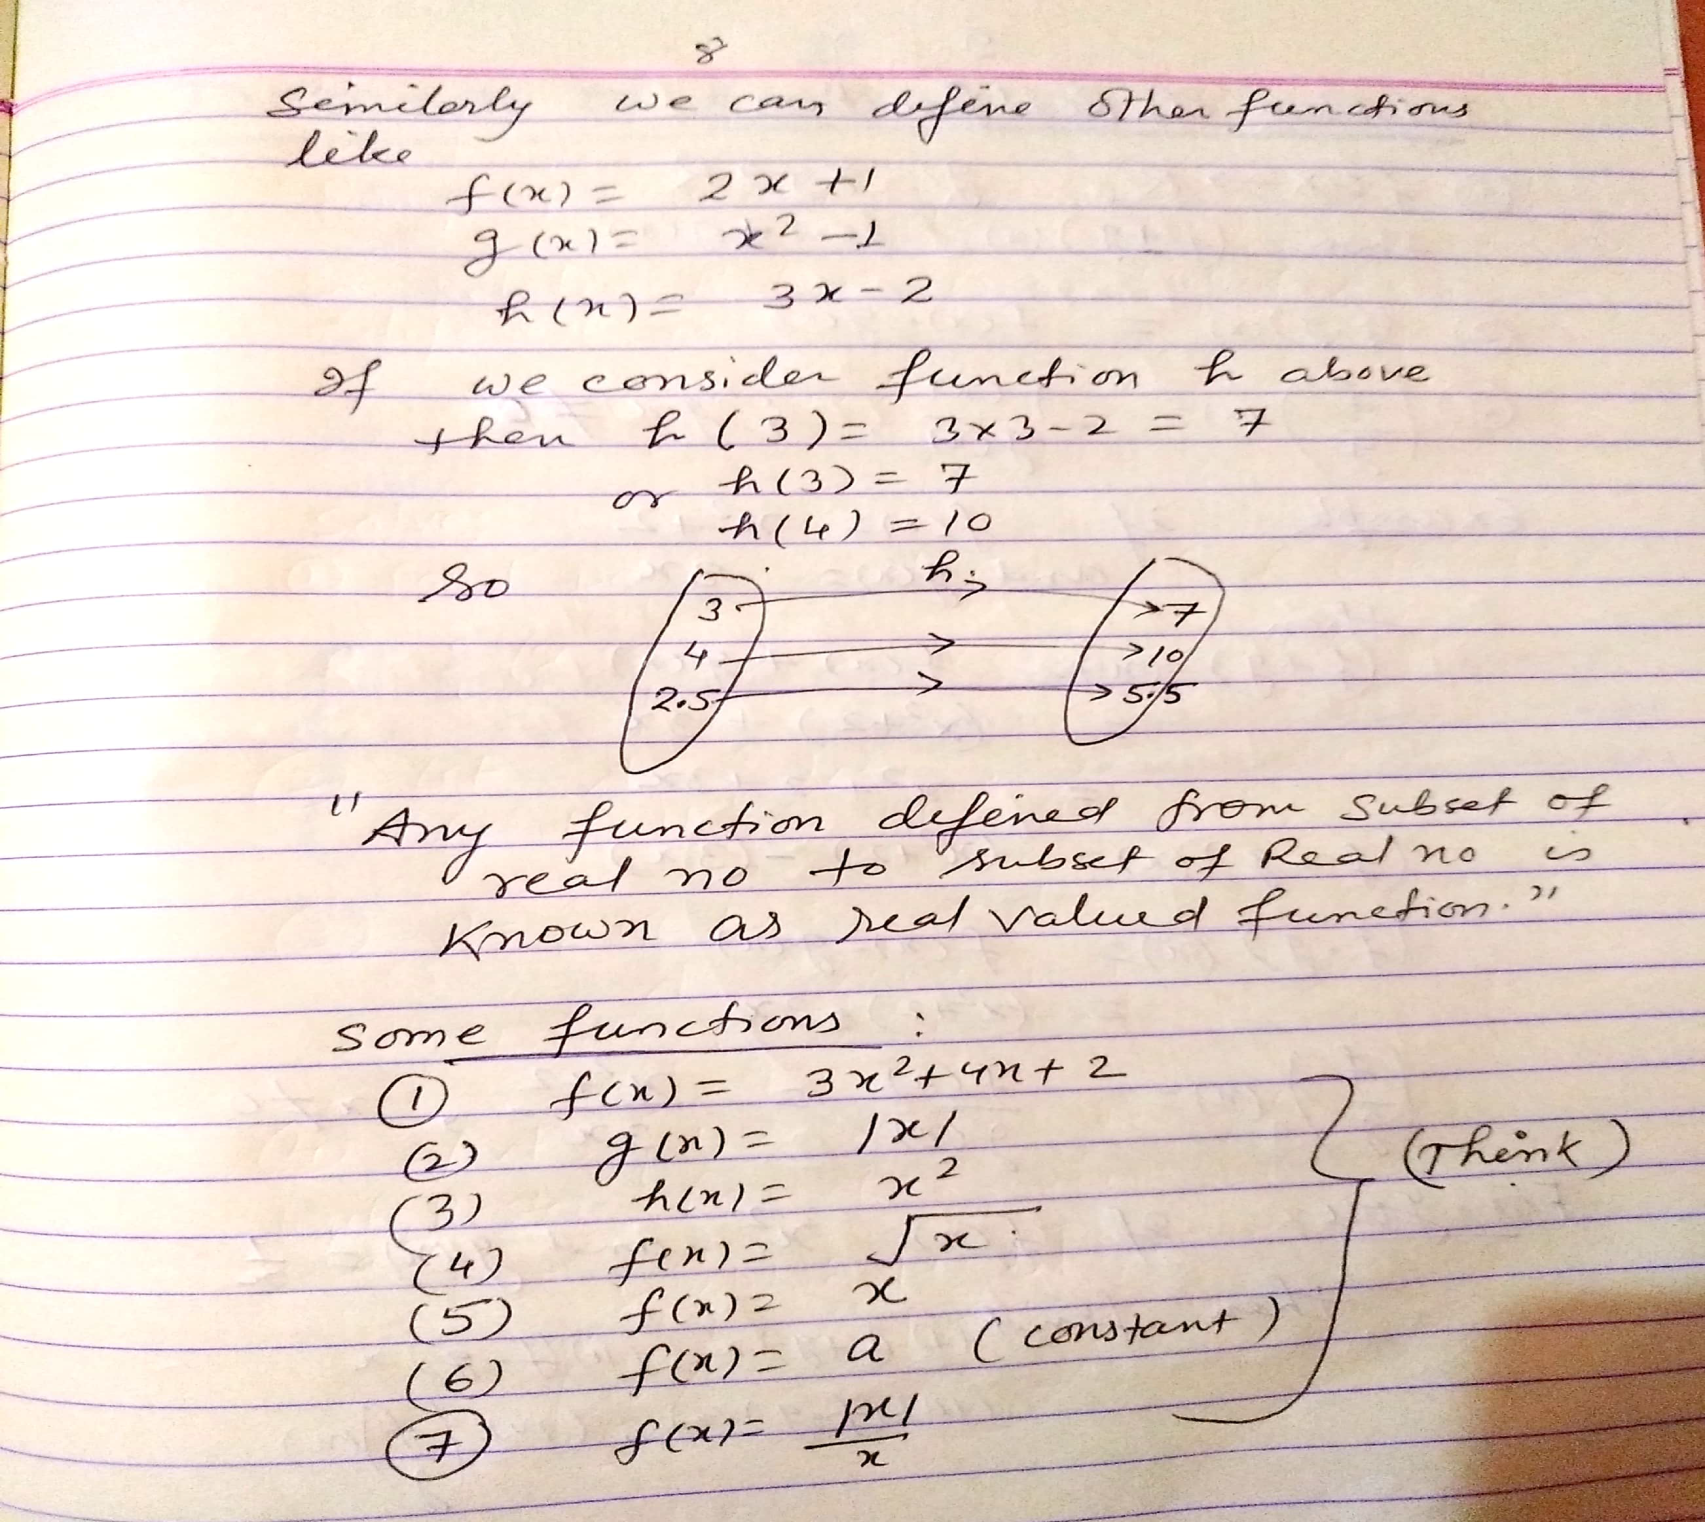 8
Similarly we can define other functions
like
f(x) = 2x+1
g(x) = x² -1
h(x) = 3x-2
If we consider function h above
then h(3) = 3×3-2 = 7
or h(3) = 7
h(4) = 10
So h
3 → 7
4 → 10
2.5 → 5.5
"Any function defined from subset of
real no to subset of Real no is
known as real valued function."
Some functions :
① f(x) = 3x²+4x+2
(2) g(x) = |x|
(3) h(x) = x²
(4) f(x) = √x
(5) f(x) = x
(6) f(x) = a (constant)
⑦ f(x) = |x|/x
(Think)